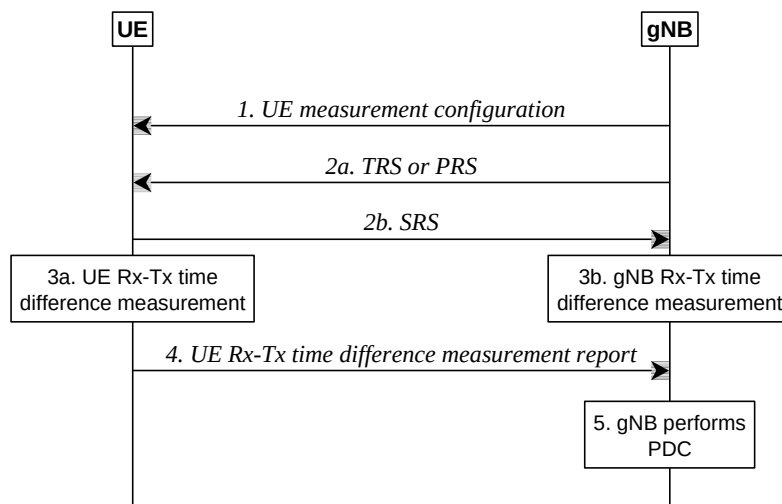 UE
gNB
1. UE measurement configuration
2a. TRS or PRS
2b. SRS
3a. UE Rx-Tx time
difference measurement
3b. gNB Rx-Tx time
difference measurement
4. UE Rx-Tx time difference measurement report
5. gNB performs
PDC